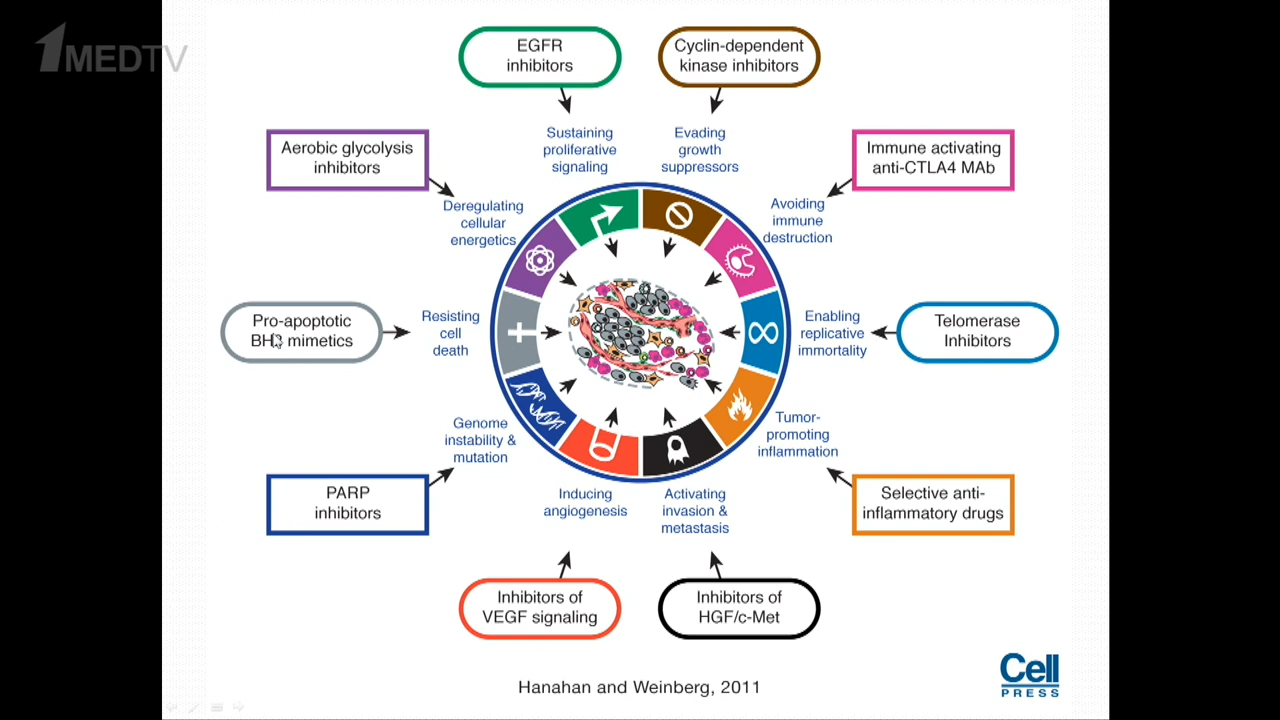 1MEDTV
EGFR
inhibitors
Cyclin-dependent
kinase inhibitors
Sustaining
proliferative
signaling
Evading
growth
suppressors
Aerobic glycolysis
inhibitors
Immune activating
anti-CTLA4 MAb
Deregulating
cellular
energetics
Avoiding
immune
destruction
Pro-apoptotic
BH3 mimetics
Resisting
cell
death
Enabling
replicative
immortality
Telomerase
Inhibitors
Genome
instability &
mutation
Tumor-
promoting
inflammation
PARP
inhibitors
Inducing
angiogenesis
Activating
invasion &
metastasis
Selective anti-
inflammatory drugs
Inhibitors of
VEGF signaling
Inhibitors of
HGF/c-Met
Hanahan and Weinberg, 2011
Cell
PRESS